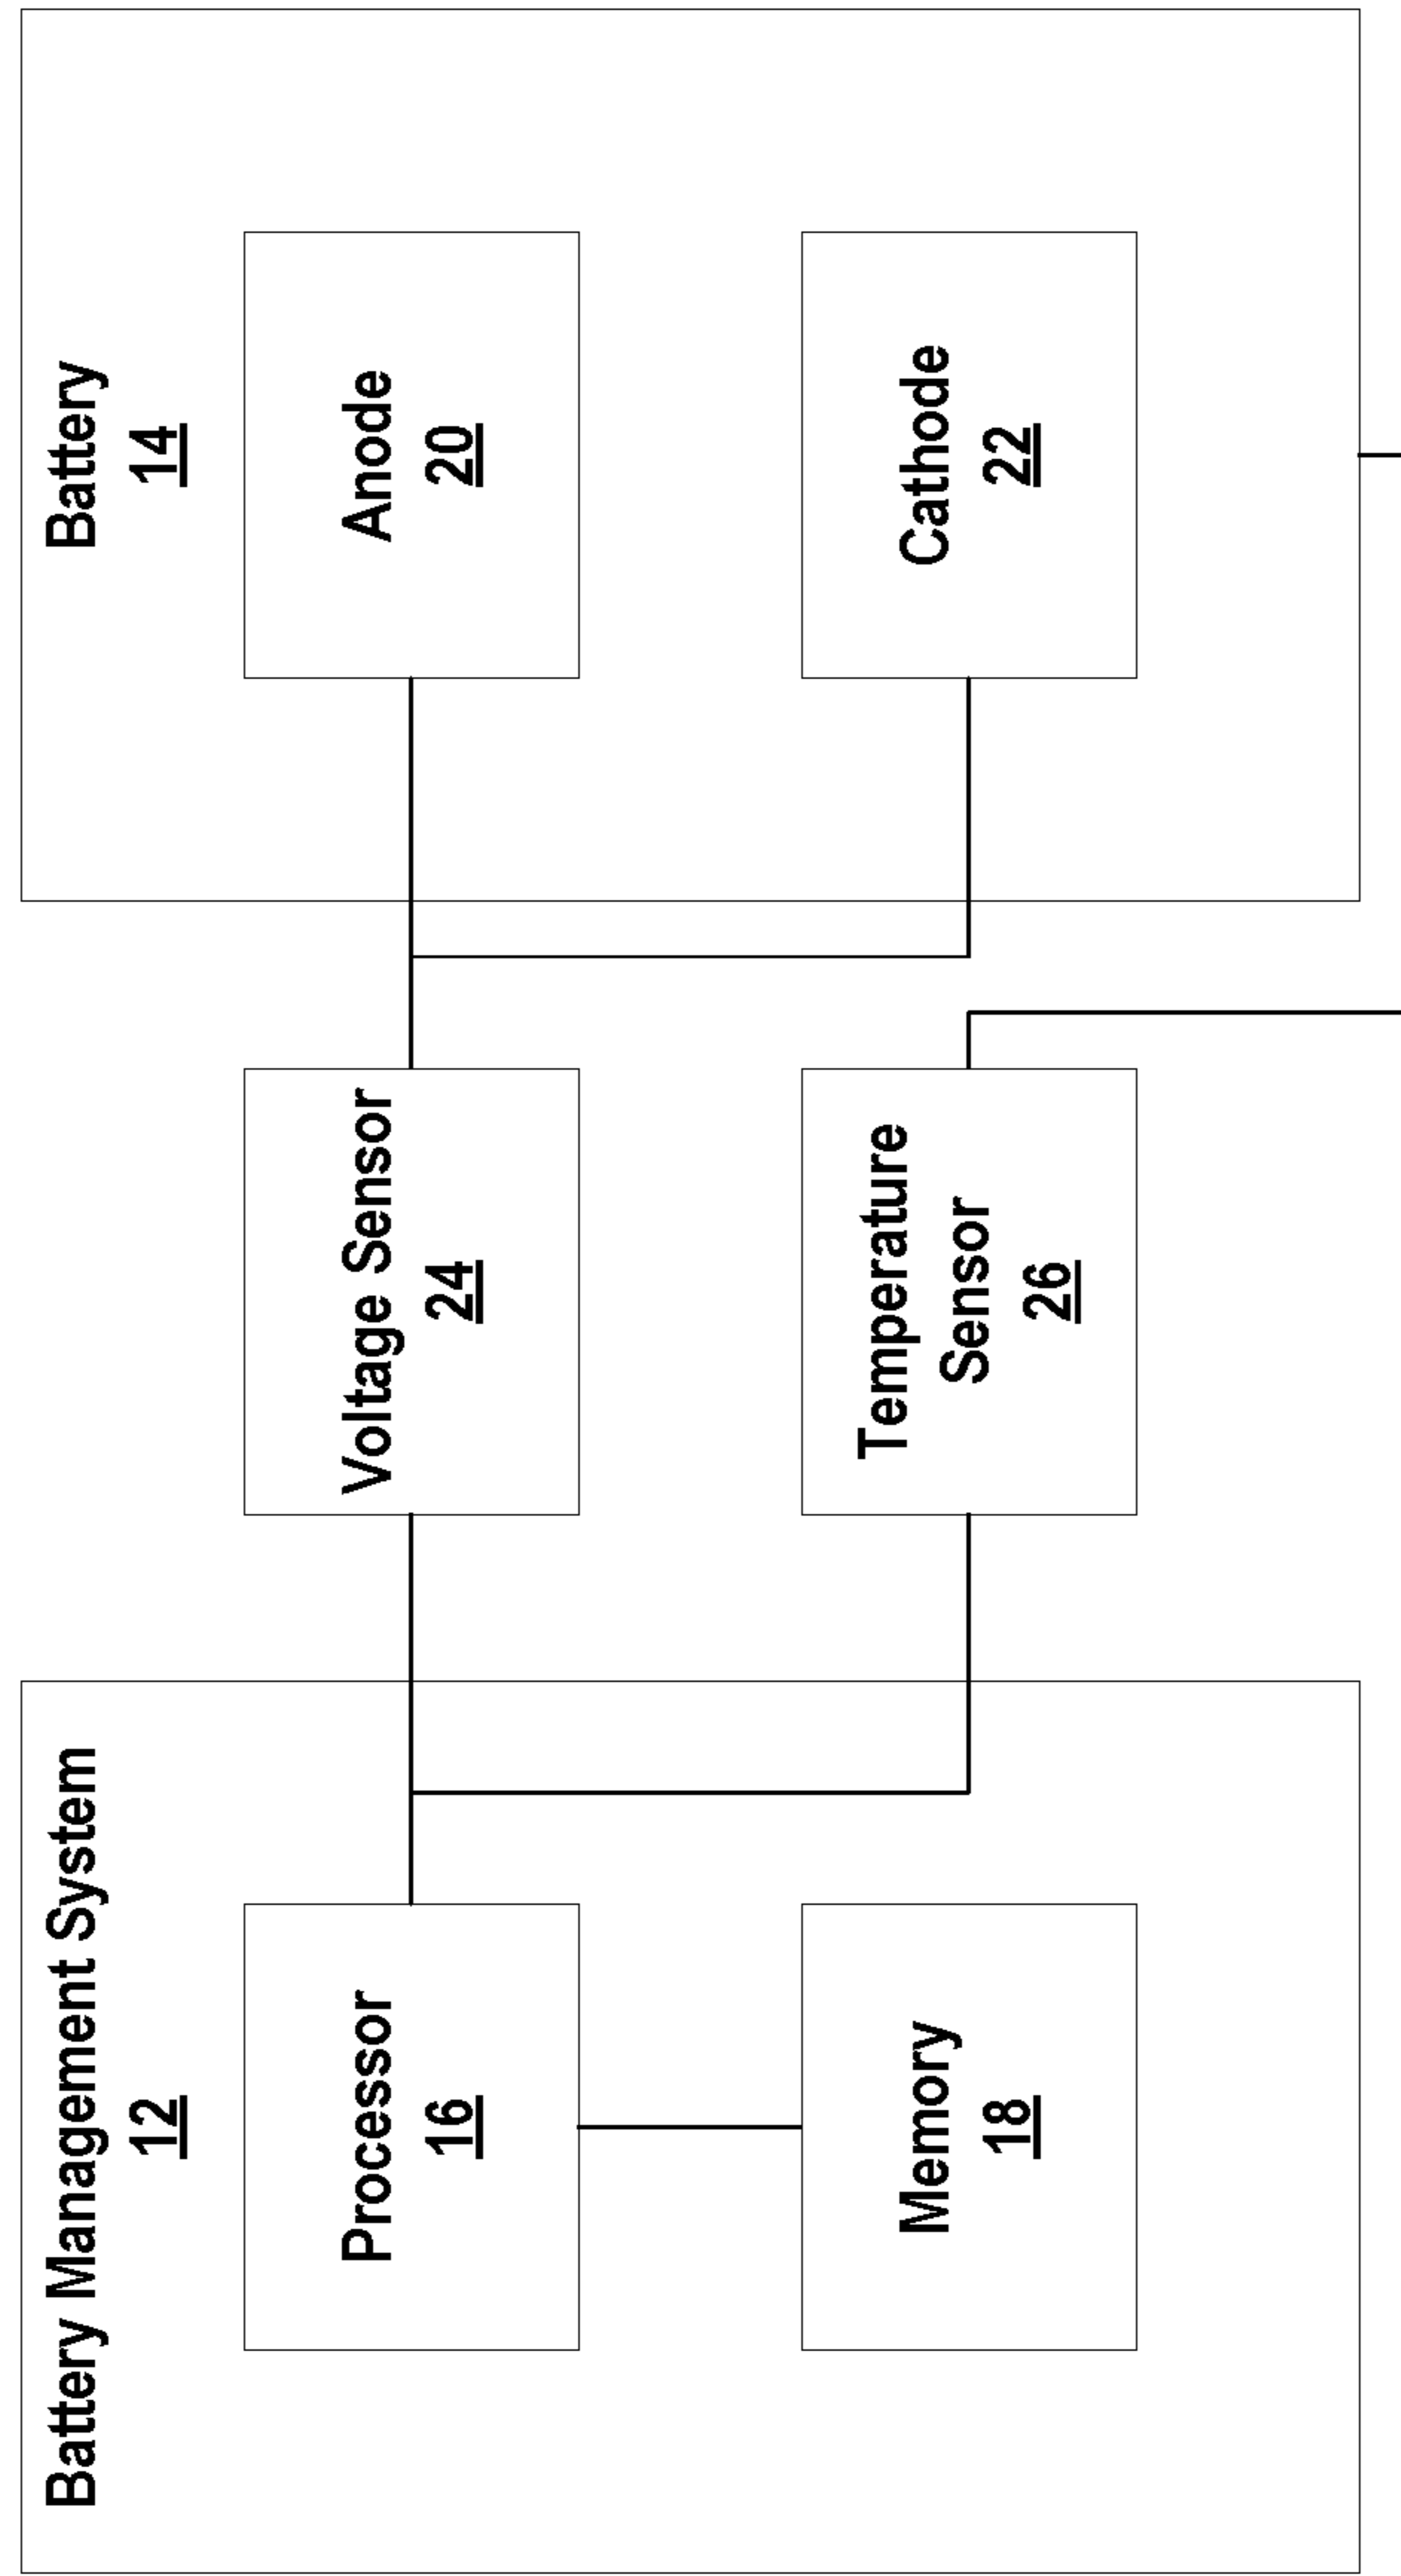 Battery Management System
12
Processor
16
Memory
18
Voltage Sensor
24
Temperature
Sensor
26
Battery
14
Anode
20
Cathode
22